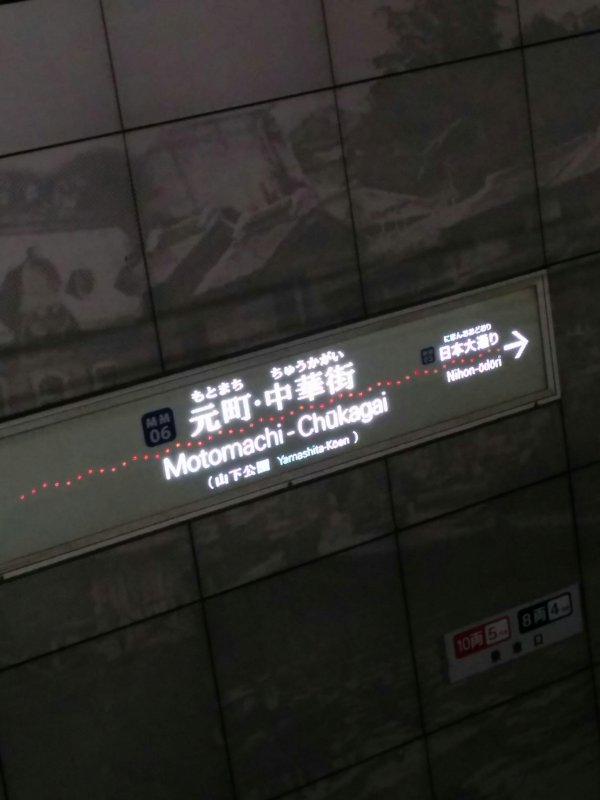 もとまち ちゅうかがい
MM
06
元町・中華街
Motomachi-Chūkagai
(山下公園 Yamashita-Kōen)
にほんおおどおり
日本大通り →
Nihon-ōdōri
10両 5 8両 4
乗車口